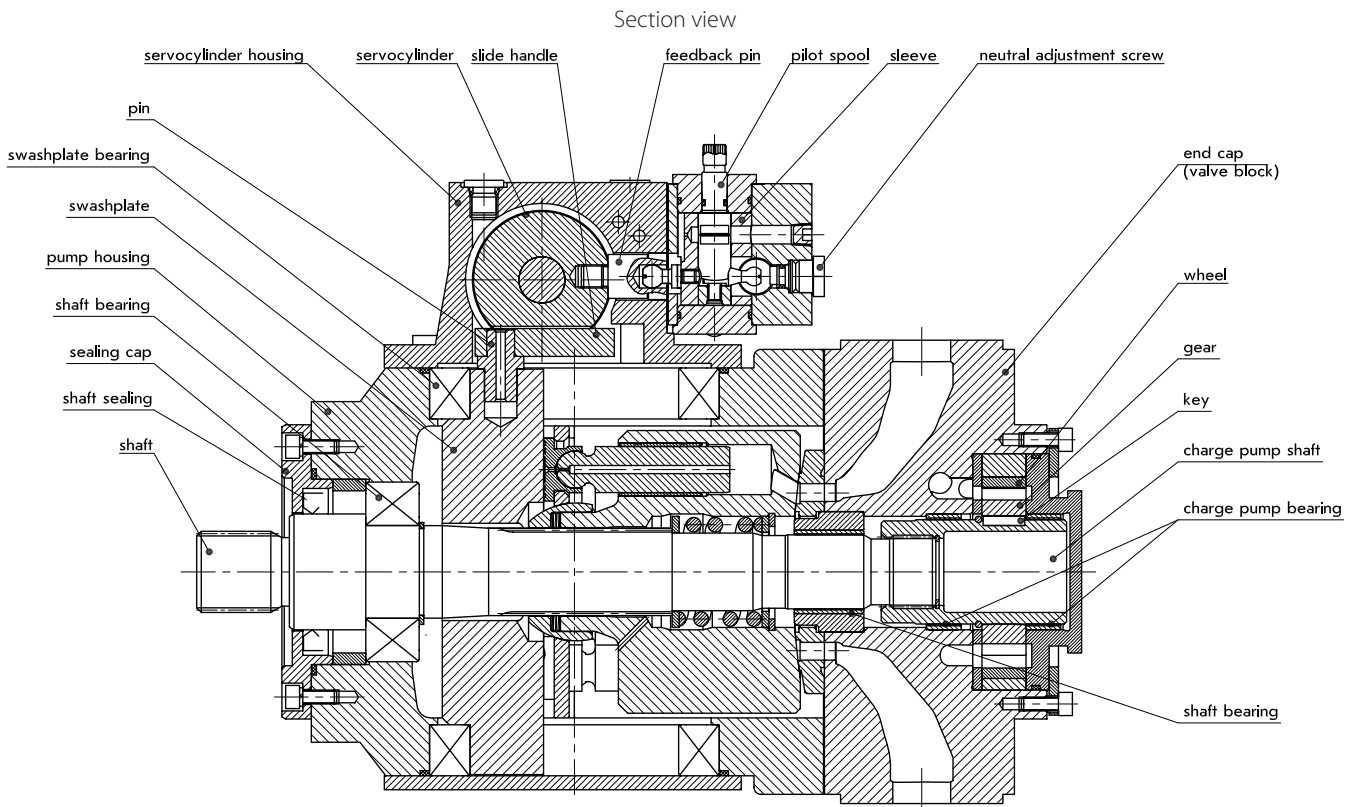 Section view
servocylinder housing
servocylinder
slide handle
feedback pin
pilot spool
sleeve
neutral adjustment screw
pin
swashplate bearing
swashplate
pump housing
shaft bearing
sealing cap
shaft sealing
shaft
end cap
(valve block)
wheel
gear
key
charge pump shaft
charge pump bearing
shaft bearing